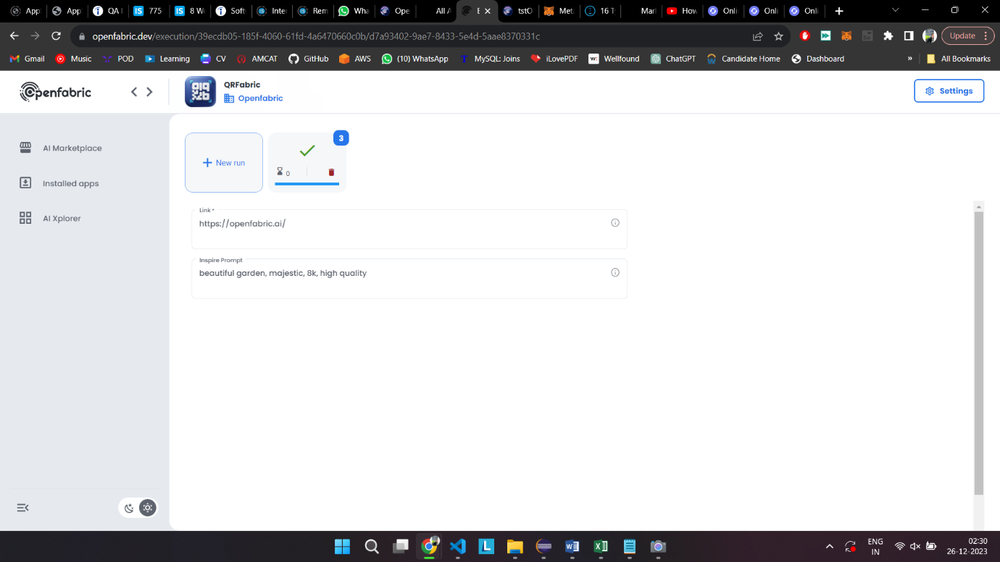 App
App
QA I
775
8 W
Soft
Inte
Rem
Wha
Ope
All A
E
tstO
Met
16 T
Mari
How
Onli
Onli
Onli
openfabric.dev/execution/39ecdb05-185f-4060-61fd-4a6470660c0b/d7a93402-9ae7-8433-5e4d-5aae8370331c
Update
Gmail
Music
POD
Learning
CV
AMCAT
GitHub
AWS
(10) WhatsApp
MySQL: Joins
iLovePDF
Wellfound
ChatGPT
Candidate Home
Dashboard
»
All Bookmarks
Openfabric
QRFabric
Openfabric
Settings
AI Marketplace
Installed apps
AI Xplorer
New run
3
0
Link *
https://openfabric.ai/
Inspire Prompt
beautiful garden, majestic, 8k, high quality
ENG
IN
02:30
26-12-2023